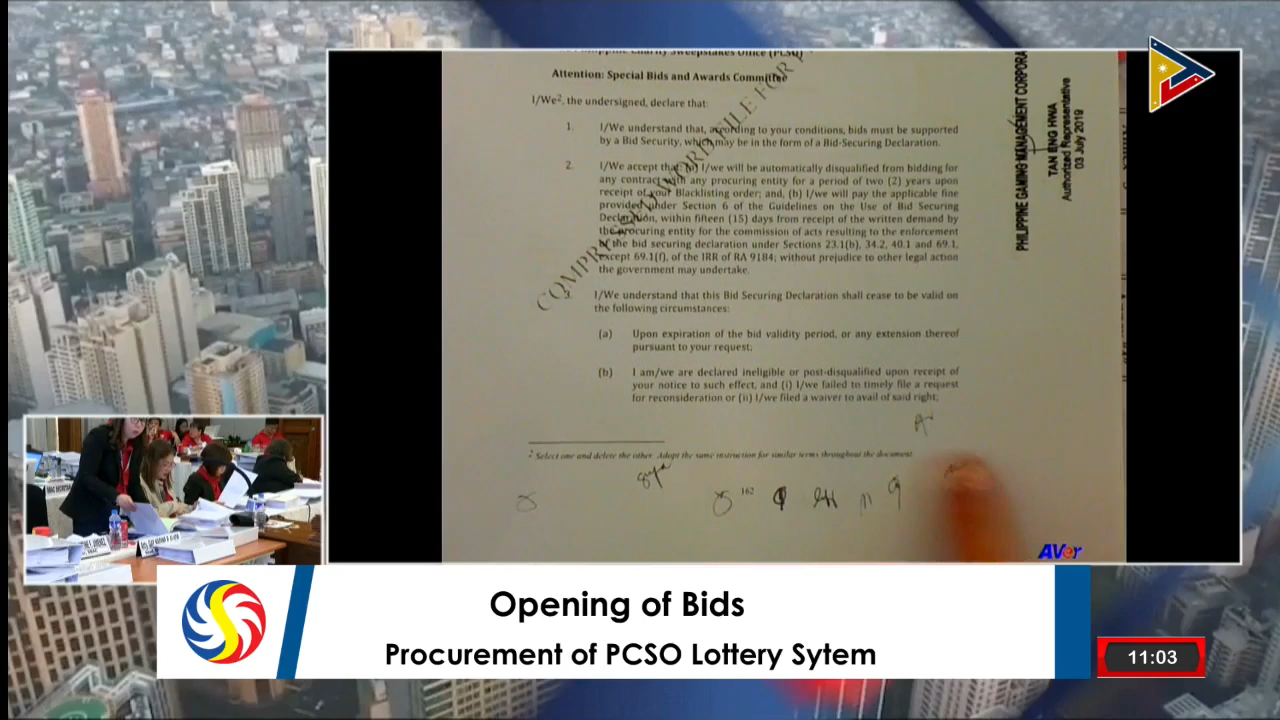 Philippine Charity Sweepstakes Office (PCSO)
Attention: Special Bids and Awards Committee
I/We2, the undersigned, declare that:
1. I/We understand that, according to your conditions, bids must be supported
by a Bid Security, which may be in the form of a Bid-Securing Declaration.
2. I/We accept that: (a) I/we will be automatically disqualified from bidding for
any contract with any procuring entity for a period of two (2) years upon
receipt of your Blacklisting order; and, (b) I/we will pay the applicable fine
provided under Section 6 of the Guidelines on the Use of Bid Securing
Declaration, within fifteen (15) days from receipt of the written demand by
the procuring entity for the commission of acts resulting to the enforcement
of the bid securing declaration under Sections 23.1(b), 34.2, 40.1 and 69.1,
except 69.1(f), of the IRR of RA 9184; without prejudice to other legal action
the government may undertake.
3. I/We understand that this Bid Securing Declaration shall cease to be valid on
the following circumstances:
(a) Upon expiration of the bid validity period, or any extension thereof
pursuant to your request;
(b) I am/we are declared ineligible or post-disqualified upon receipt of
your notice to such effect, and (i) I/we failed to timely file a request
for reconsideration or (ii) I/we filed a waiver to avail of said right;
2 Select one and delete the other. Adopt the same instruction for similar terms throughout the document.
162
FILE FOR
PHILIPPINE GAMING MANAGEMENT CORPORA
TAN ENG HWA
Authorized Representative
03 July 2019
AVer
Opening of Bids
Procurement of PCSO Lottery Sytem
11:03